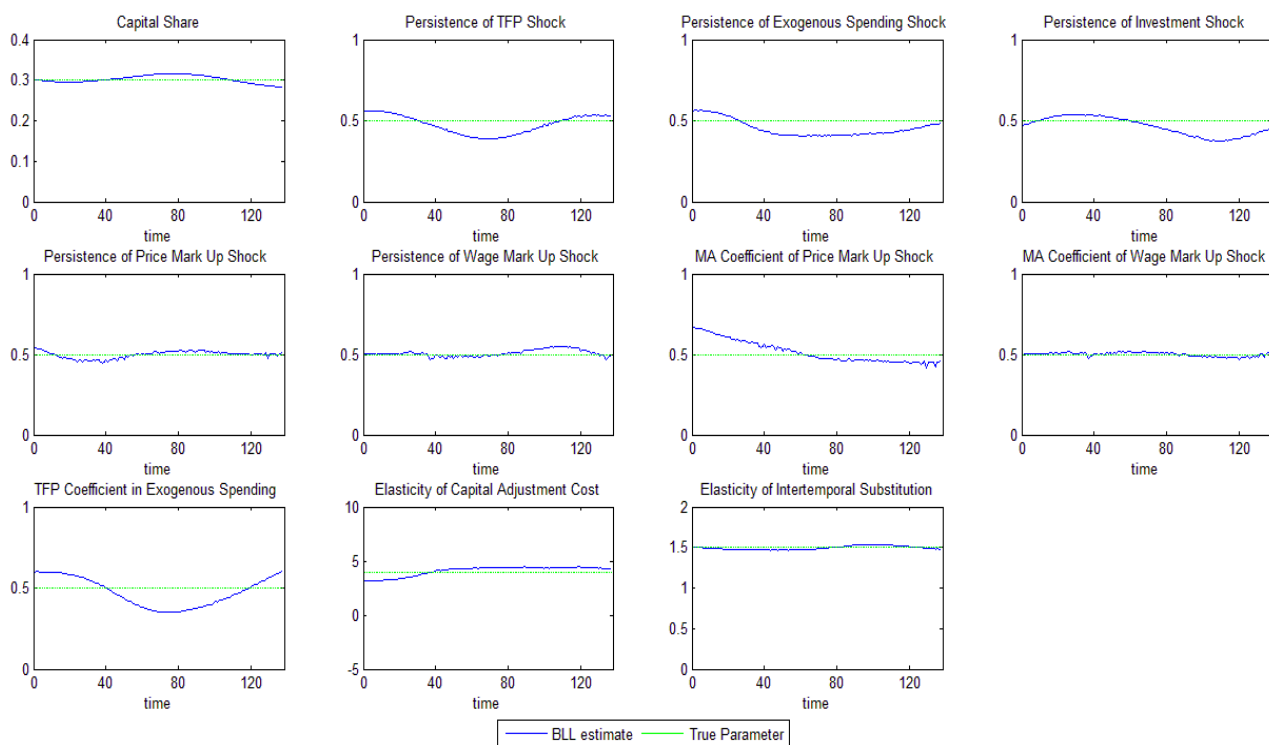 Capital Share
0.4
0.3
0.2
0.1
0
0 40 80 120
time
Persistence of TFP Shock
1
0.5
0
0 40 80 120
time
Persistence of Exogenous Spending Shock
1
0.5
0
0 40 80 120
time
Persistence of Investment Shock
1
0.5
0
0 40 80 120
time
Persistence of Price Mark Up Shock
1
0.5
0
0 40 80 120
time
Persistence of Wage Mark Up Shock
1
0.5
0
0 40 80 120
time
MA Coefficient of Price Mark Up Shock
1
0.5
0
0 40 80 120
time
MA Coefficient of Wage Mark Up Shock
1
0.5
0
0 40 80 120
time
TFP Coefficient in Exogenous Spending
1
0.5
0
0 40 80 120
time
Elasticity of Capital Adjustment Cost
10
5
0
-5
0 40 80 120
time
Elasticity of Intertemporal Substitution
2
1.5
1
0.5
0
0 40 80 120
time
BLL estimate
True Parameter